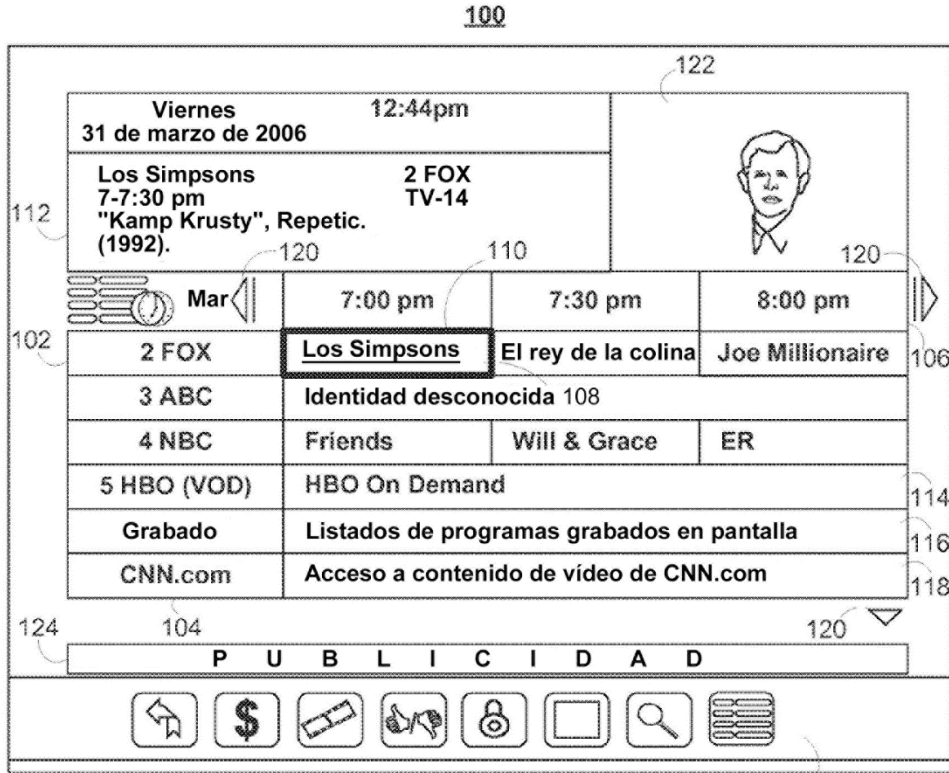 100
122
Viernes 12:44pm
31 de marzo de 2006
Los Simpsons 2 FOX
7-7:30 pm TV-14
"Kamp Krusty", Repetic.
(1992).
112
120
110
120
Mar 7:00 pm 7:30 pm 8:00 pm
102
2 FOX Los Simpsons El rey de la colina Joe Millionaire
106
3 ABC Identidad desconocida 108
4 NBC Friends Will & Grace ER
5 HBO (VOD) HBO On Demand
114
Grabado Listados de programas grabados en pantalla
116
CNN.com Acceso a contenido de vídeo de CNN.com
118
124
104
120
P U B L I C I D A D
$